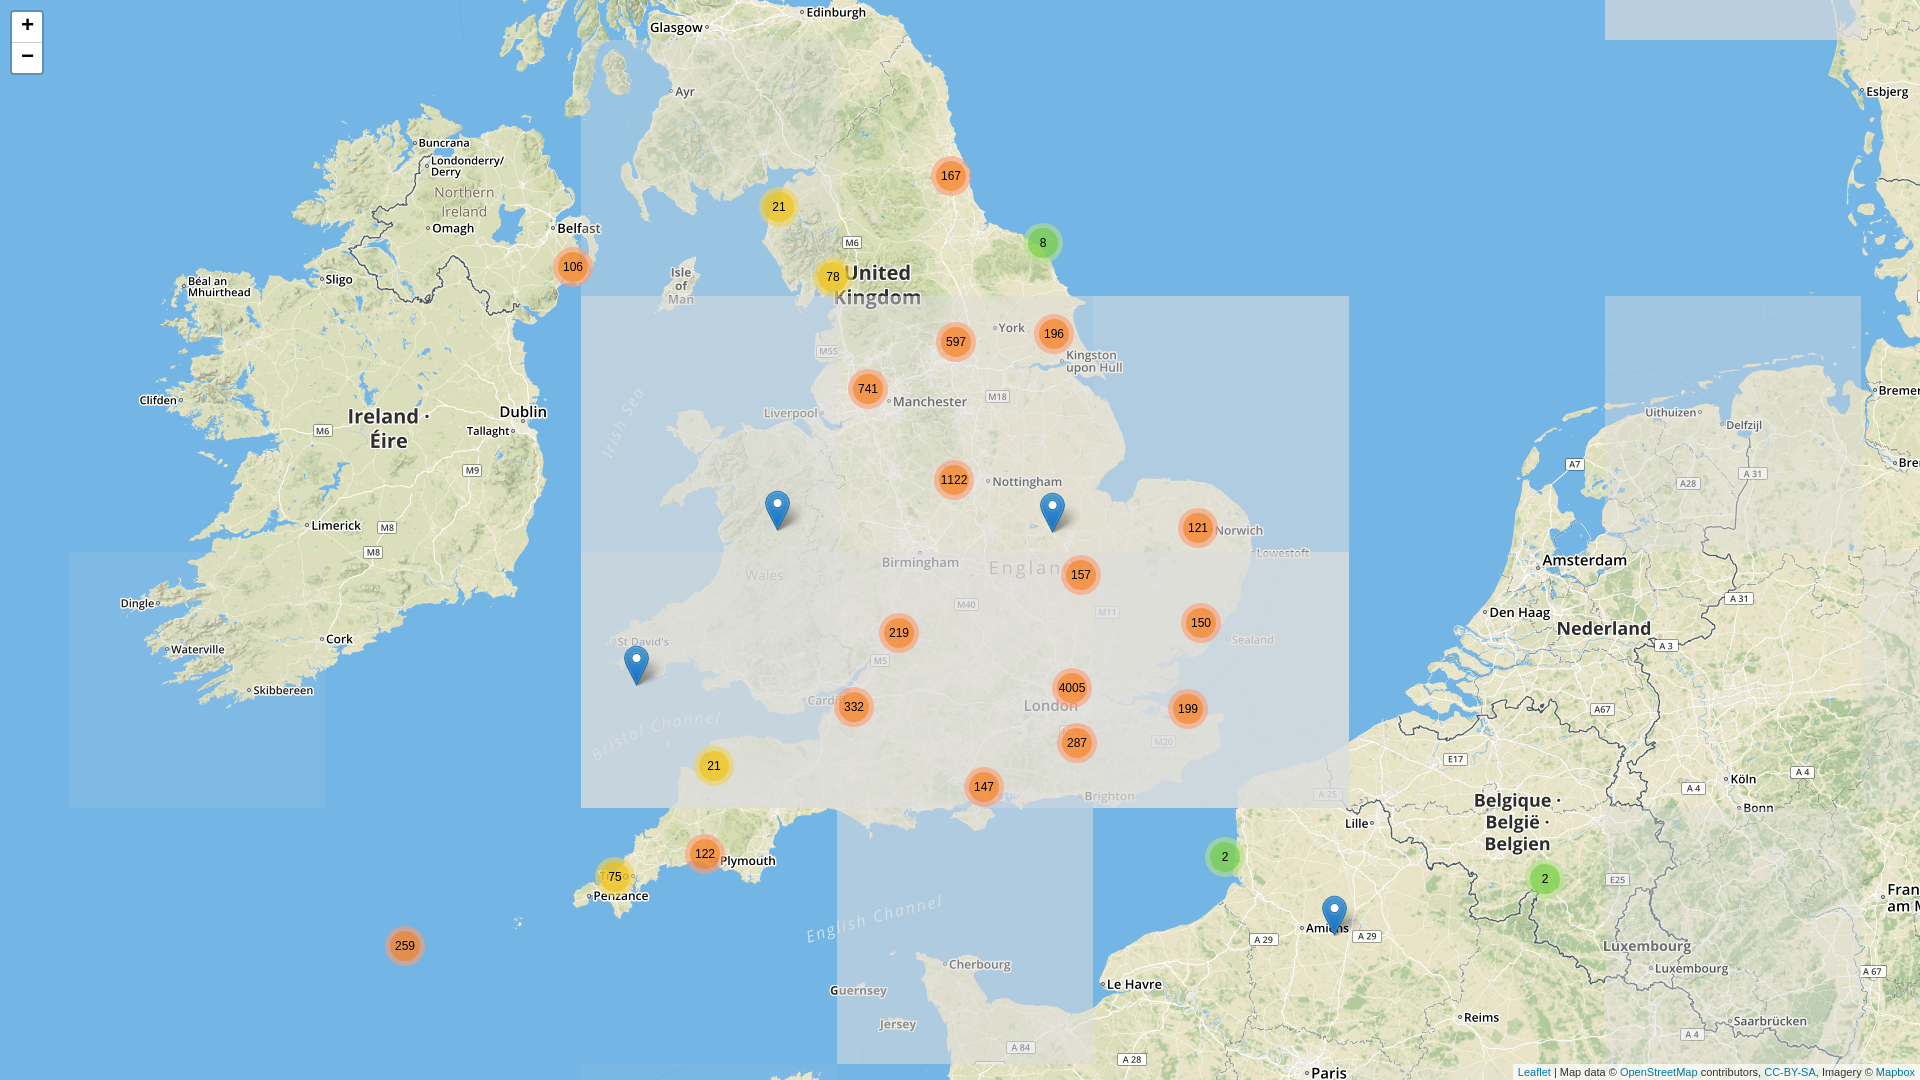 +
−
Edinburgh
Glasgow
Ayr
Esbjerg
Buncrana
Londonderry/
Derry
Northern
Ireland
Omagh
Belfast
167
21
M6
8
106
78
United
Kingdom
Isle
of
Man
Sligo
Béal an
Mhuirthead
York
196
597
M55
Kingston
upon Hull
741
Manchester
M18
Liverpool
Irish Sea
Clifden
Dublin
Tallaght
Ireland ·
Éire
M6
M9
Uithuizen
Delfzijl
A7
A 31
A28
1122
Nottingham
121
Norwich
Lowestoft
Limerick
M8
M8
Birmingham
Wales
157
Amsterdam
Den Haag
Nederland
A 31
A 3
Dingle
M40
M11
150
Sealand
219
M5
Cork
Waterville
Skibbereen
St David's
4005
London
332
199
287
M20
A67
E17
Bristol Channel
21
147
Brighton
A 25
Köln
A 4
A 4
Bonn
Belgique ·
België ·
Belgien
Lille
122
Plymouth
75
Penzance
2
2
E25
259
English Channel
Amiens
A 29
A 29
Luxembourg
Luxembourg
A 67
Cherbourg
Le Havre
Guernsey
Jersey
Reims
Saarbrücken
A 84
A 28
A 4
Paris
Leaflet | Map data © OpenStreetMap contributors, CC-BY-SA, Imagery © Mapbox